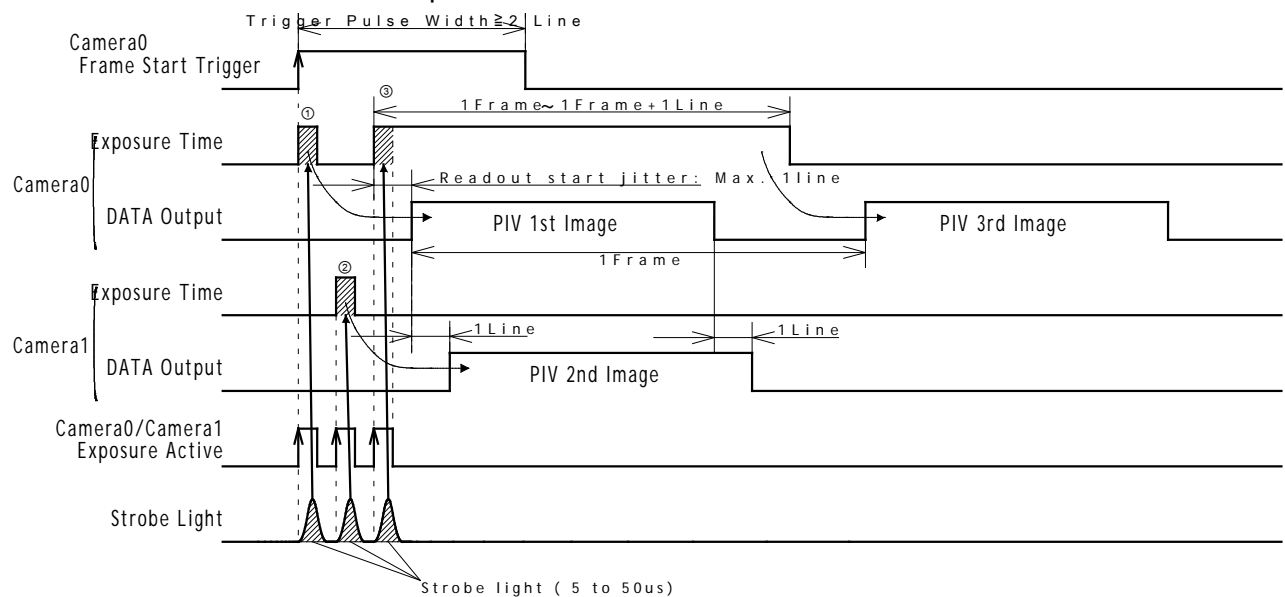 Trigger Pulse Width≧2 Line
Camera0
Frame Start Trigger
③
1Frame~1Frame+1Line
①
Exposure Time
Camera0
Readout start jitter: Max. 1line
DATA Output
PIV 1st Image
PIV 3rd Image
1Frame
②
Exposure Time
1Line
1Line
Camera1
DATA Output
PIV 2nd Image
Camera0/Camera1
Exposure Active
Strobe Light
Strobe light ( 5 to 50us)